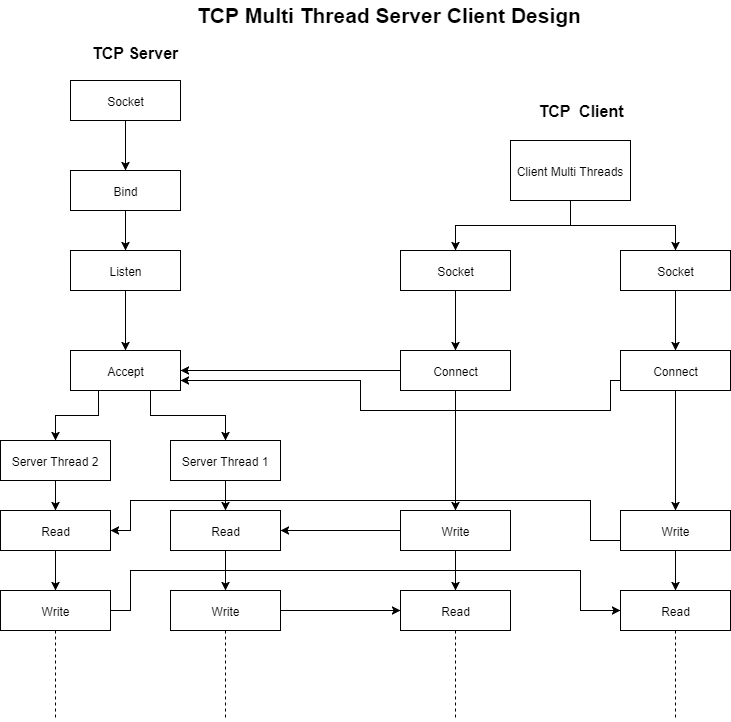 TCP Multi Thread Server Client Design
TCP Server
Socket
TCP Client
Client Multi Threads
Bind
Listen
Socket
Socket
Accept
Connect
Connect
Server Thread 2
Server Thread 1
Read
Read
Write
Write
Write
Write
Read
Read